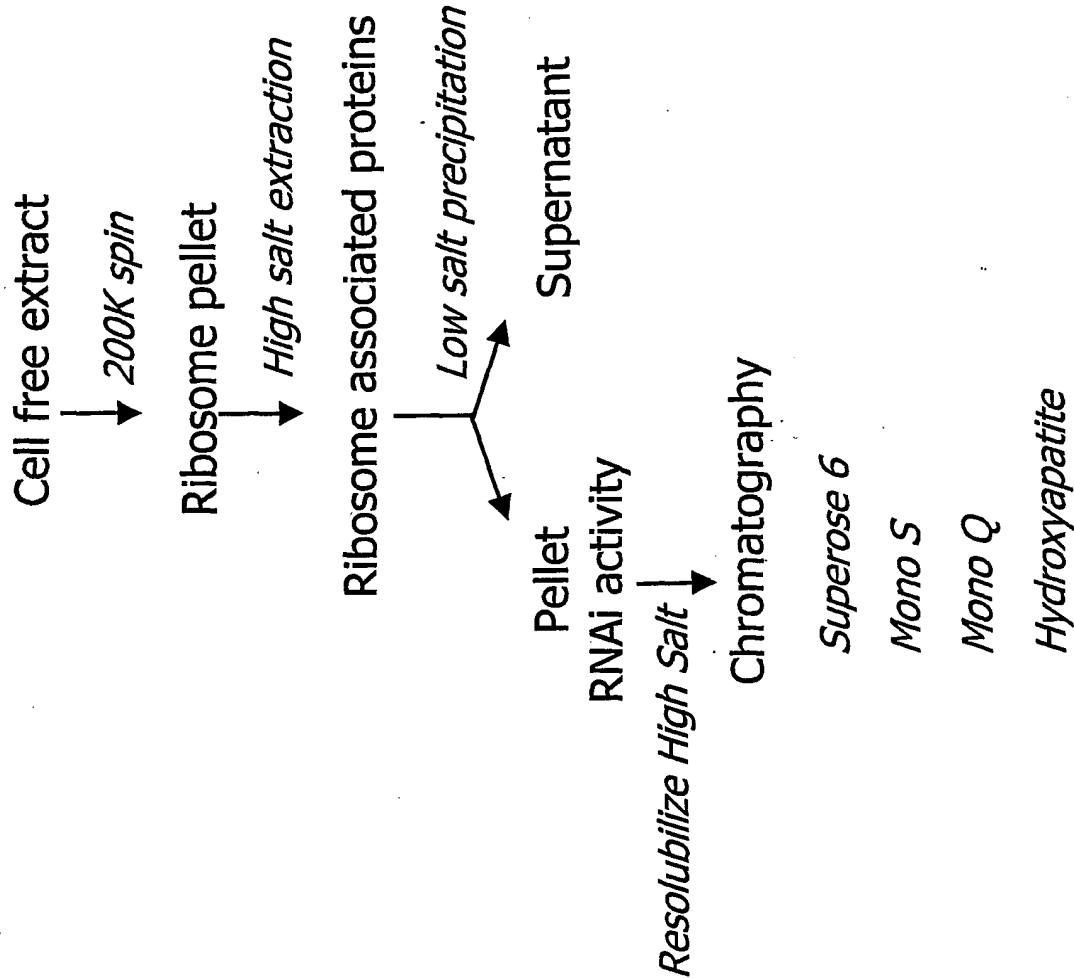 Cell free extract
200K spin
Ribosome pellet
High salt extraction
Ribosome associated proteins
Low salt precipitation
Pellet
RNAi activity
Supernatant
Resolubilize High Salt
Chromatography
Superose 6
Mono S
Mono Q
Hydroxyapatite